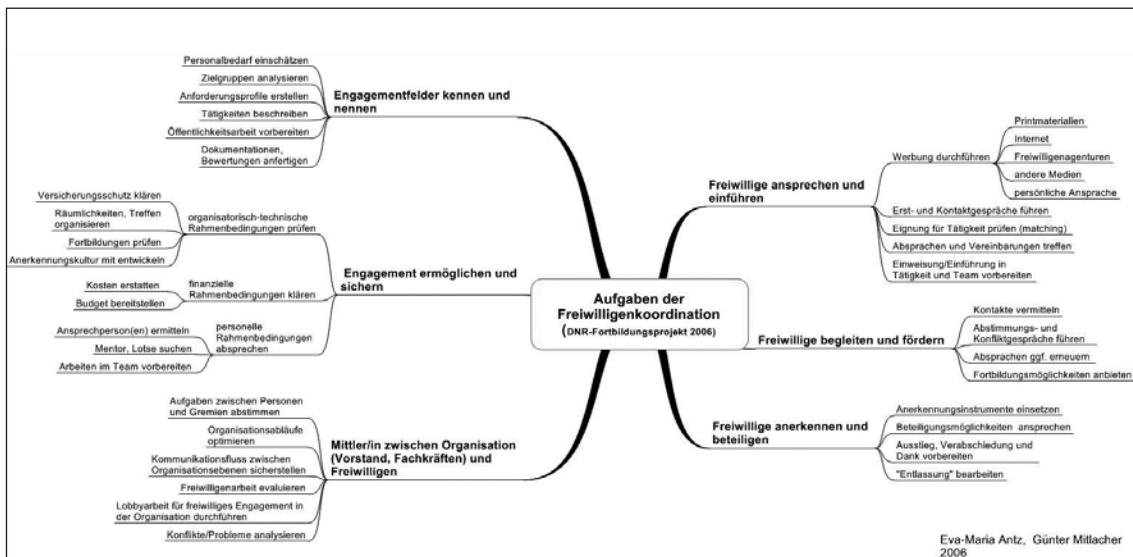 Aufgaben der
Freiwilligenkoordination
(DNR-Fortbildungsprojekt 2006)
Engagementfelder kennen und
nennen
Personalbedarf einschätzen
Zielgruppen analysieren
Anforderungsprofile erstellen
Tätigkeiten beschreiben
Öffentlichkeitsarbeit vorbereiten
Dokumentationen,
Bewertungen anfertigen
Engagement ermöglichen und
sichern
organisatorisch-technische
Rahmenbedingungen prüfen
Versicherungsschutz klären
Räumlichkeiten, Treffen
organisieren
Fortbildungen prüfen
Anerkennungskultur mit entwickeln
finanzielle
Rahmenbedingungen klären
Kosten erstatten
Budget bereitstellen
personelle
Rahmenbedingungen
absprechen
Ansprechperson(en) ermitteln
Mentor, Lotse suchen
Arbeiten im Team vorbereiten
Mittler/in zwischen Organisation
(Vorstand, Fachkräften) und
Freiwilligen
Aufgaben zwischen Personen
und Gremien abstimmen
Organisationsabläufe
optimieren
Kommunikationsfluss zwischen
Organisationsebenen sicherstellen
Freiwilligenarbeit evaluieren
Lobbyarbeit für freiwilliges Engagement in
der Organisation durchführen
Konflikte/Probleme analysieren
Freiwillige ansprechen und
einführen
Werbung durchführen
Printmaterialien
Internet
Freiwilligenagenturen
andere Medien
persönliche Ansprache
Erst- und Kontaktgespräche führen
Eignung für Tätigkeit prüfen (matching)
Absprachen und Vereinbarungen treffen
Einweisung/Einführung in
Tätigkeit und Team vorbereiten
Freiwillige begleiten und fördern
Kontakte vermitteln
Abstimmungs- und
Konfliktgespräche führen
Absprachen ggf. erneuern
Fortbildungsmöglichkeiten anbieten
Freiwillige anerkennen und
beteiligen
Anerkennungsinstrumente einsetzen
Beteiligungsmöglichkeiten ansprechen
Ausstieg, Verabschiedung und
Dank vorbereiten
"Entlassung" bearbeiten
Eva-Maria Antz, Günter Mitlacher
2006